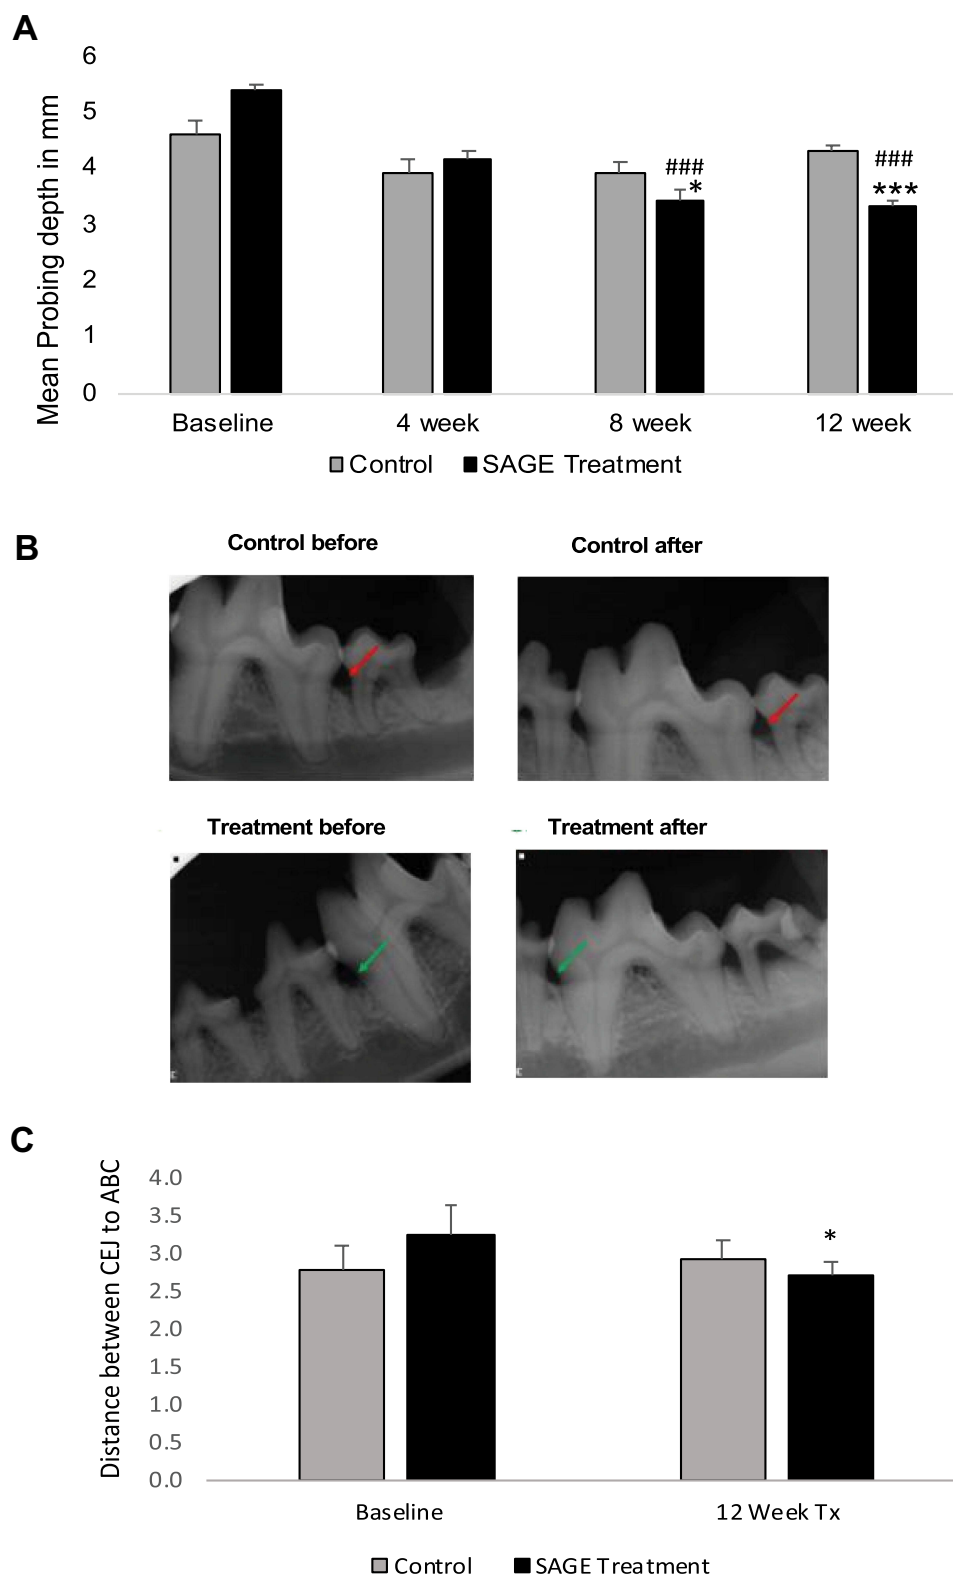 A
Mean Probing depth in mm
6
5
4
3
2
1
0
###
*
###
***
Baseline 4 week 8 week 12 week
Control SAGE Treatment
B
Control before Control after
Treatment before Treatment after
C
Distance between CEJ to ABC
4.0
3.5
3.0
2.5
2.0
1.5
1.0
0.5
0.0
*
Baseline 12 Week Tx
Control SAGE Treatment